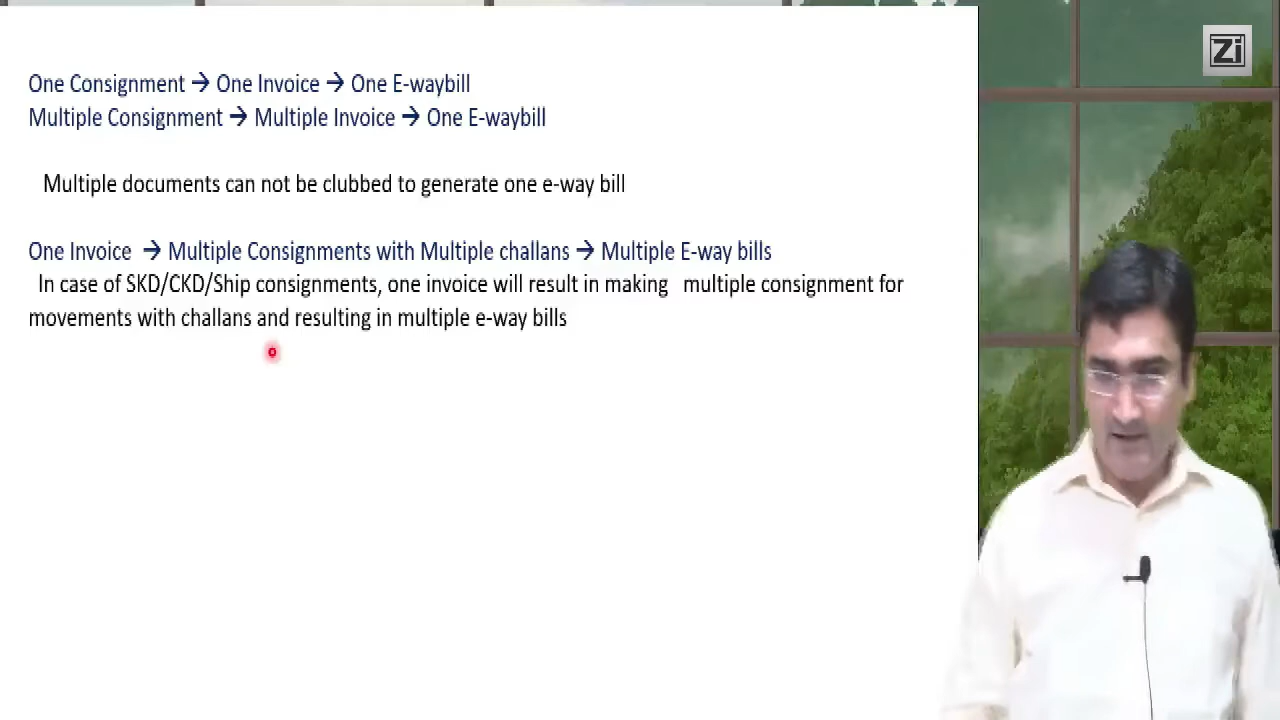 Zi
One Consignment → One Invoice → One E-waybill
Multiple Consignment → Multiple Invoice → One E-waybill
Multiple documents can not be clubbed to generate one e-way bill
One Invoice → Multiple Consignments with Multiple challans → Multiple E-way bills
In case of SKD/CKD/Ship consignments, one invoice will result in making multiple consignment for
movements with challans and resulting in multiple e-way bills